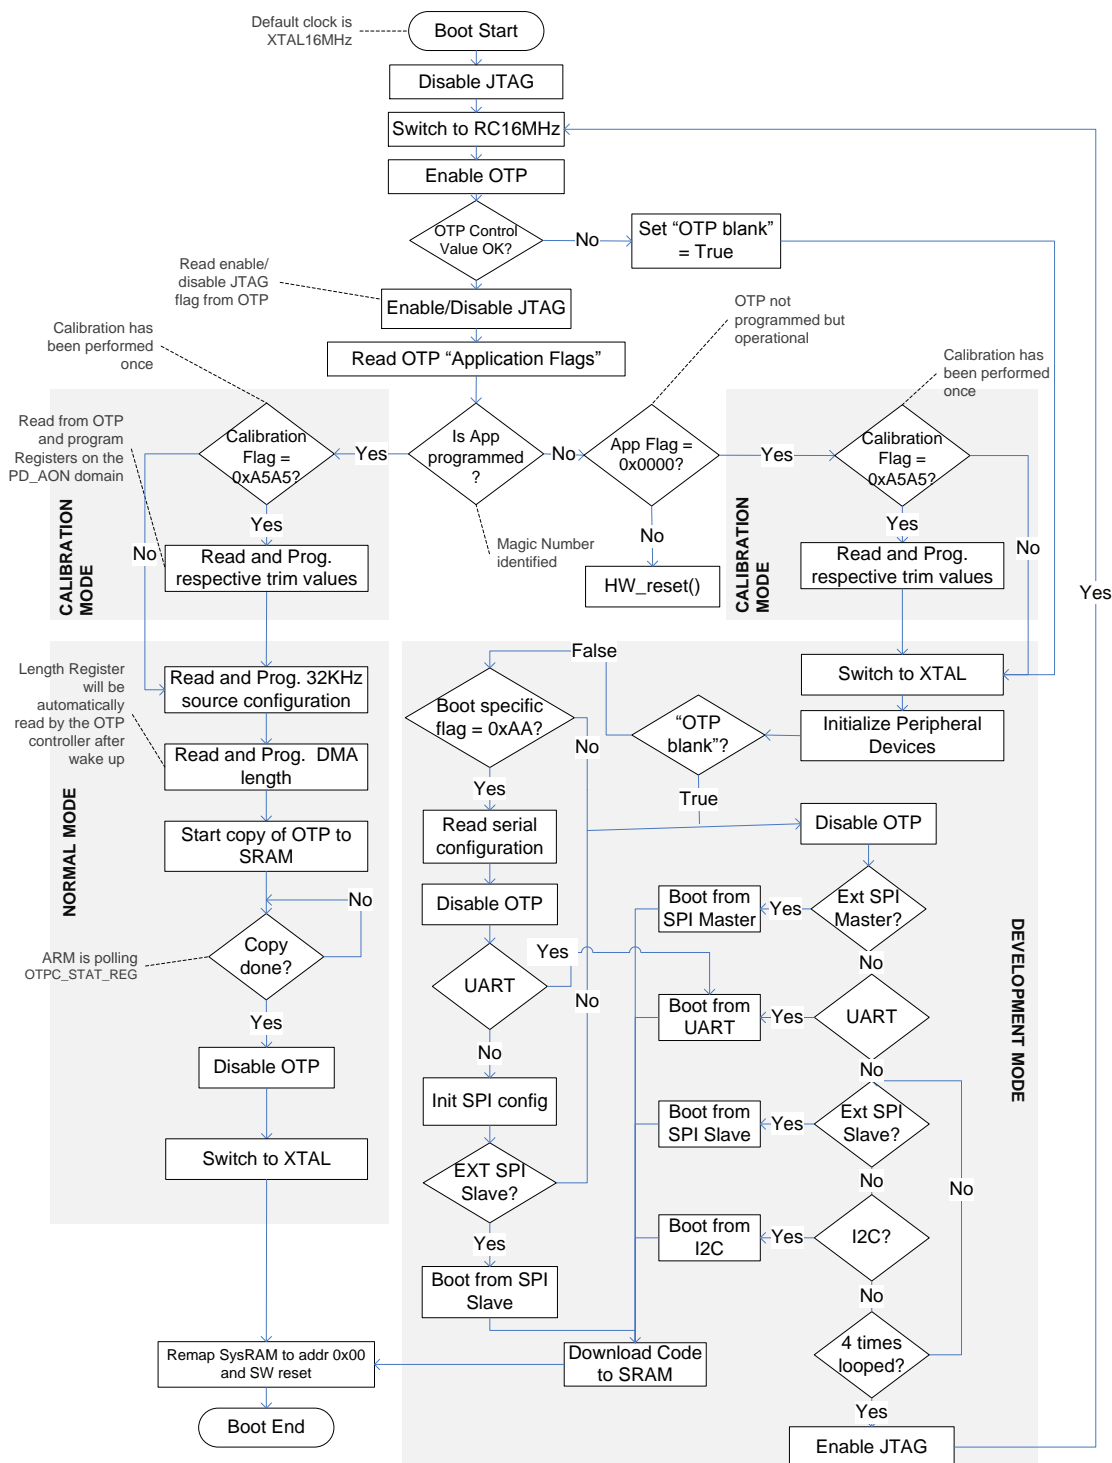 Default clock is
XTAL16MHz
Boot Start
Disable JTAG
Switch to RC16MHz
Enable OTP
OTP Control
Value OK?
No
Set “OTP blank”
= True
Read enable/
disable JTAG
flag from OTP
Enable/Disable JTAG
OTP not
programmed but
operational
Calibration has
been performed
once
Read OTP “Application Flags”
Calibration has
been performed
once
Read from OTP
and program
Registers on the
PD_AON domain
Calibration
Flag =
0xA5A5?
Yes
Is App
programmed
?
No
App Flag =
0x0000?
Yes
Calibration
Flag =
0xA5A5?
Yes
No
CALIBRATION
MODE
Read and Prog.
respective trim values
Magic Number
identified
No
HW_reset()
Yes
No
CALIBRATION
MODE
Read and Prog.
respective trim values
Yes
Length Register
will be
automatically
read by the OTP
controller after
wake up
Read and Prog. 32KHz
source configuration
Read and Prog.  DMA
length
Start copy of OTP to
SRAM
No
NORMAL MODE
ARM is polling
OTPC_STAT_REG
Copy
done?
Yes
Disable OTP
Switch to XTAL
False
Switch to XTAL
Initialize Peripheral
Devices
“OTP
blank”?
True
Boot specific
flag = 0xAA?
No
Yes
Read serial
configuration
Disable OTP
UART
Yes
No
No
Init SPI config
EXT SPI
Slave?
Yes
Boot from SPI
Slave
Disable OTP
Ext SPI
Master?
Yes
Boot from
SPI Master
No
UART
Yes
Boot from
UART
No
Ext SPI
Slave?
Yes
Boot from
SPI Slave
No
No
I2C?
Yes
Boot from
I2C
No
4 times
looped?
Yes
Enable JTAG
DEVELOPMENT MODE
Download Code
to SRAM
Remap SysRAM to addr 0x00
and SW reset
Boot End